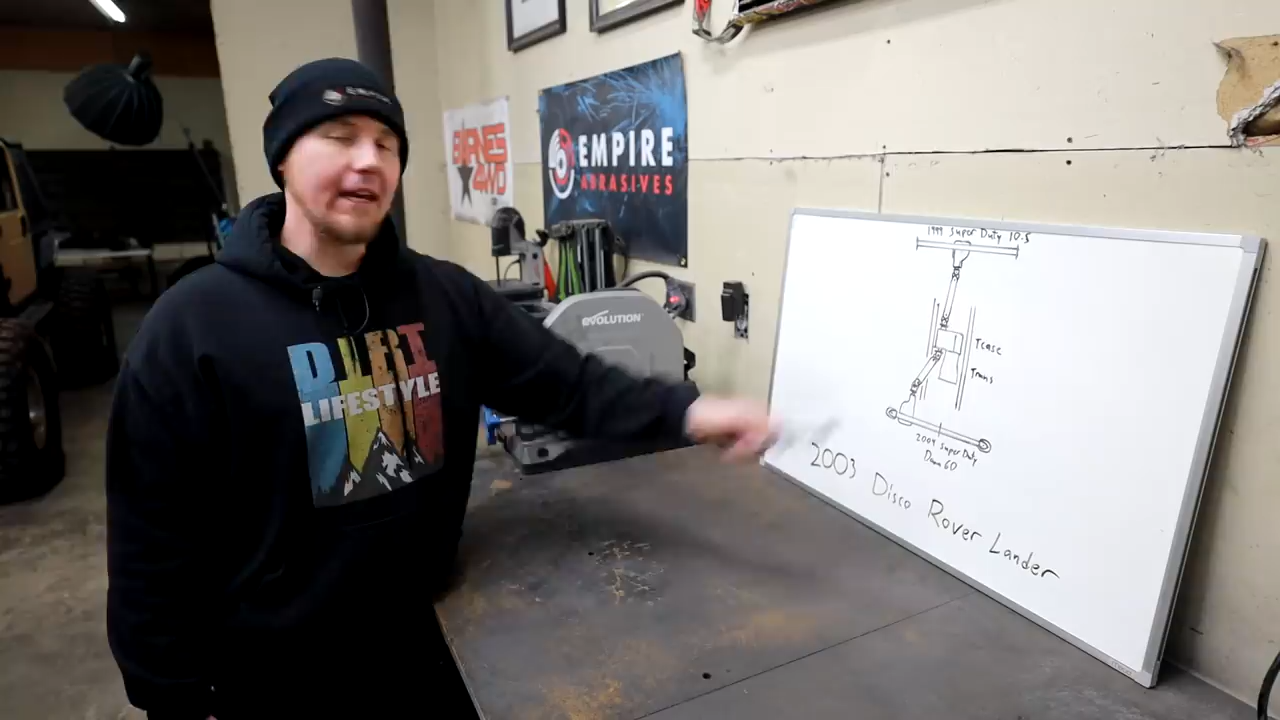 BARNES
4WD
EMPIRE
ABRASIVES
EVOLUTION
DIRT
LIFESTYLE
1999 Super Duty 10.5
Tcase
Trans
2004 Super Duty
Dana 60
2003 Disco Rover Lander